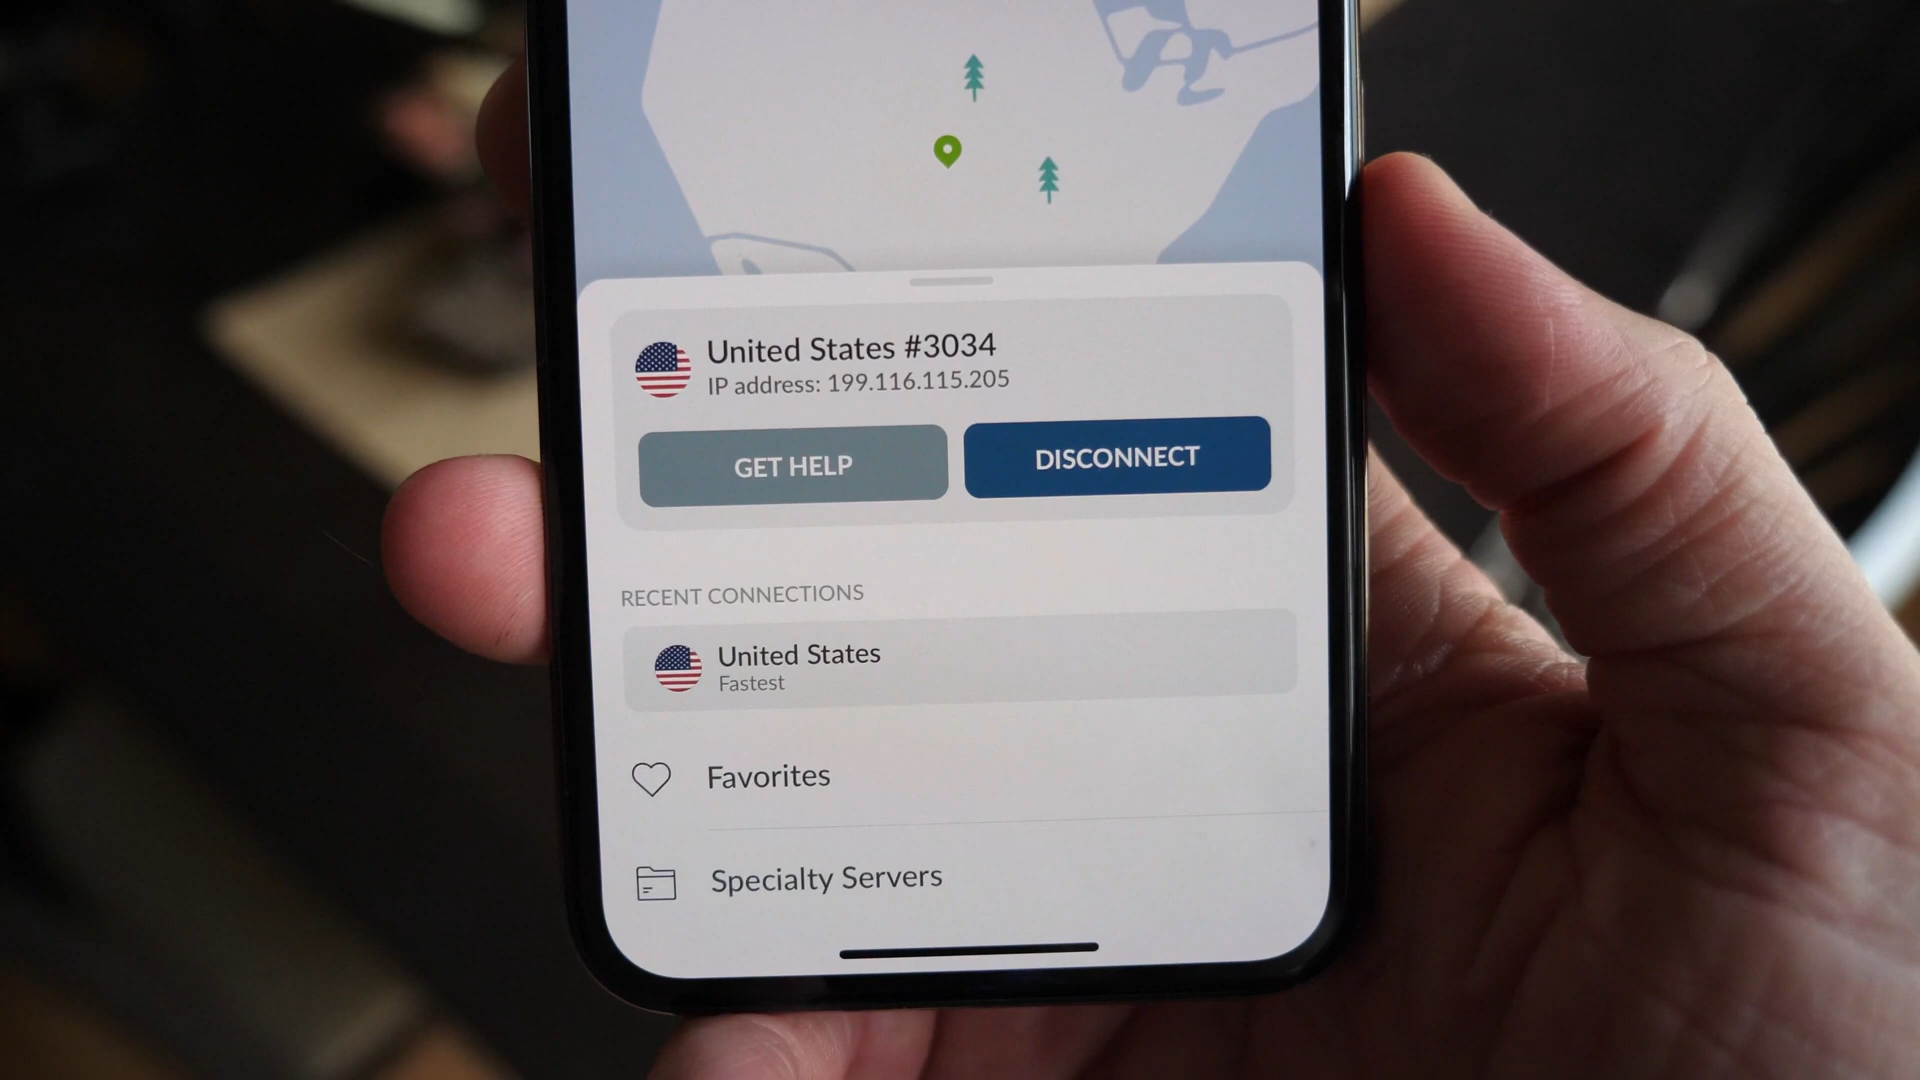 United States #3034
IP address: 199.116.115.205
GET HELP
DISCONNECT
RECENT CONNECTIONS
United States
Fastest
Favorites
Specialty Servers